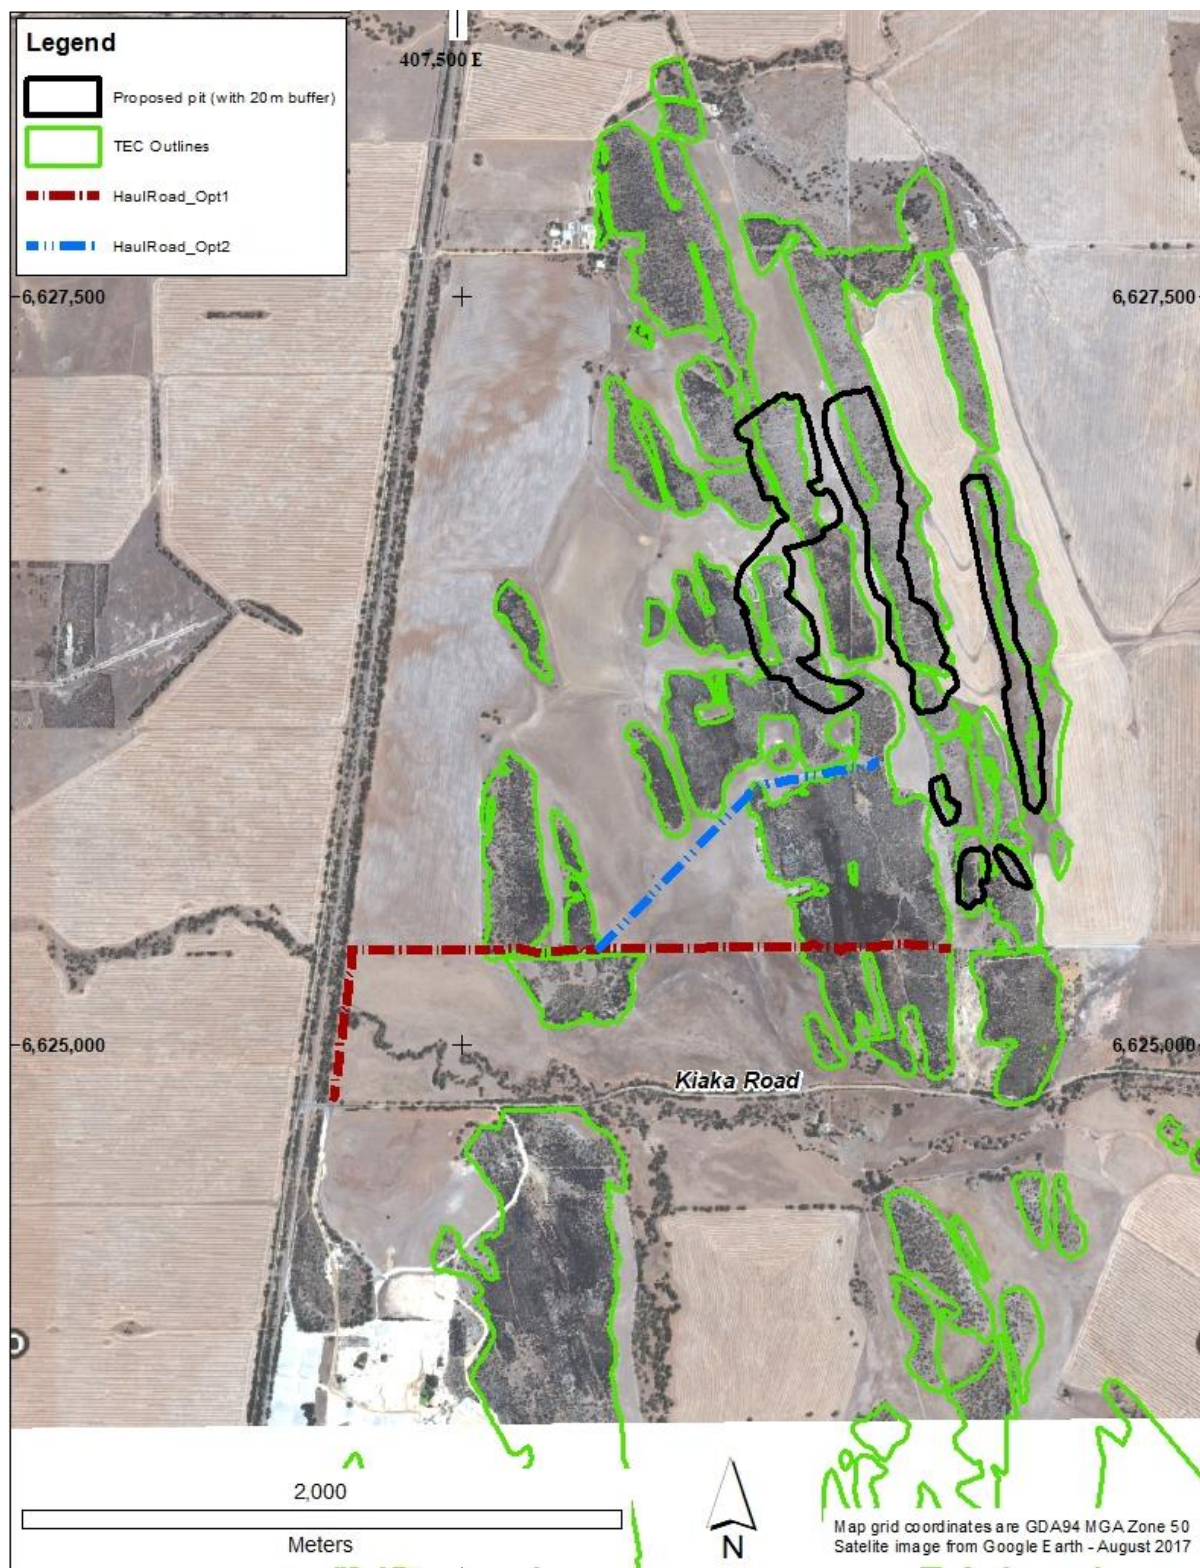 Legend
Proposed pit (with 20m buffer)
TEC Outlines
HaulRoad_Opt1
HaulRoad_Opt2
407,500 E
6,627,500
6,627,500
6,625,000
6,625,000
Kiaka Road
2,000
Meters
N
Map grid coordinates are GDA94 MGA Zone 50
Satelite image from Google Earth - August 2017